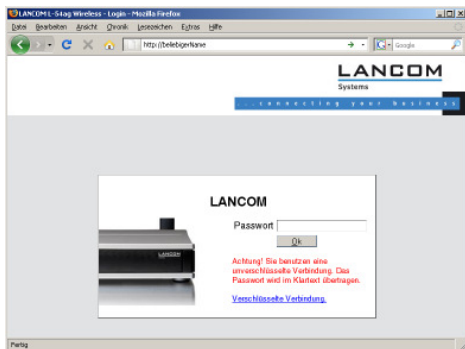 LANCOM L-54ag Wireless - Login - Mozilla Firefox
Datei Bearbeiten Ansicht Chronik Lesezeichen Extras Hilfe
http://beliebigerName
Google
LANCOM
Systems
... connecting your business
LANCOM
Passwort
Ok
LANCOM
Achtung! Sie benutzen eine
unverschlüsselte Verbindung. Das
Passwort wird im Klartext übertragen.
Verschlüsselte Verbindung.
Fertig